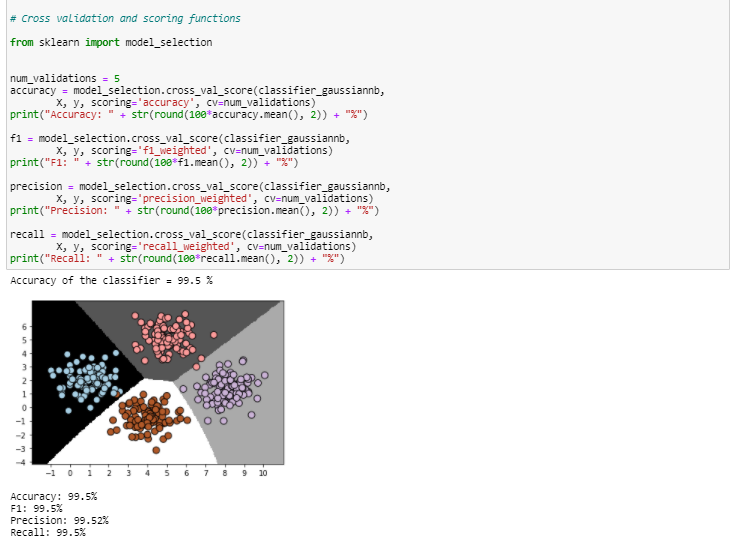 # Cross validation and scoring functions
from sklearn import model_selection
num_validations = 5
accuracy = model_selection.cross_val_score(classifier_gaussiannb,
X, y, scoring='accuracy', cv=num_validations)
print("Accuracy: " + str(round(100*accuracy.mean(), 2)) + "%")
f1 = model_selection.cross_val_score(classifier_gaussiannb,
X, y, scoring='f1_weighted', cv=num_validations)
print("F1: " + str(round(100*f1.mean(), 2)) + "%")
precision = model_selection.cross_val_score(classifier_gaussiannb,
X, y, scoring='precision_weighted', cv=num_validations)
print("Precision: " + str(round(100*precision.mean(), 2)) + "%")
recall = model_selection.cross_val_score(classifier_gaussiannb,
X, y, scoring='recall_weighted', cv=num_validations)
print("Recall: " + str(round(100*recall.mean(), 2)) + "%")
Accuracy of the classifier = 99.5 %
6
5
4
3
2
1
0
−1
−2
−3
−4
−1 0 1 2 3 4 5 6 7 8 9 10
Accuracy: 99.5%
F1: 99.5%
Precision: 99.52%
Recall: 99.5%